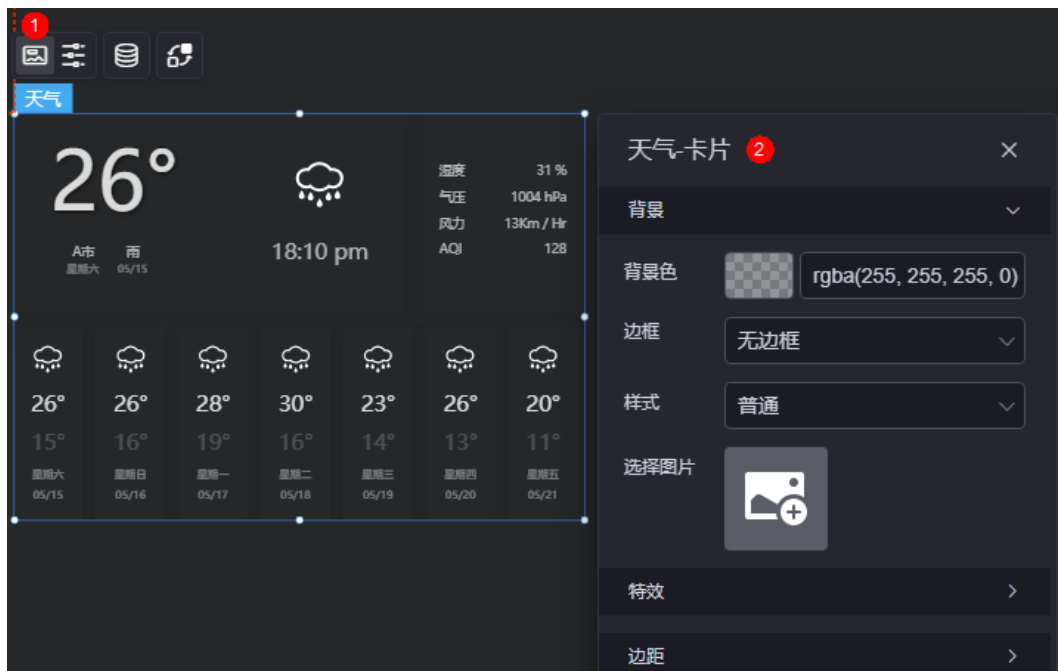 1
天气
26°
A市 雨
星期六 05/15
18:10 pm
湿度 31 %
气压 1004 hPa
风力 13Km / Hr
AQI 128
26° 26° 28° 30° 23° 26° 20°
15° 16° 19° 16° 14° 13° 11°
星期六 星期日 星期一 星期二 星期三 星期四 星期五
05/15 05/16 05/17 05/18 05/19 05/20 05/21
天气-卡片 2
背景
背景色 rgba(255, 255, 255, 0)
边框 无边框
样式 普通
选择图片
特效
边距